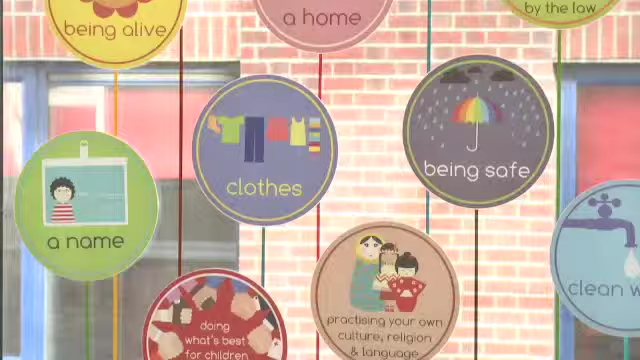 being alive
a home
by the law
clothes
being safe
a name
clean w
doing
what's best
for children
practising your own
culture, religion
& language